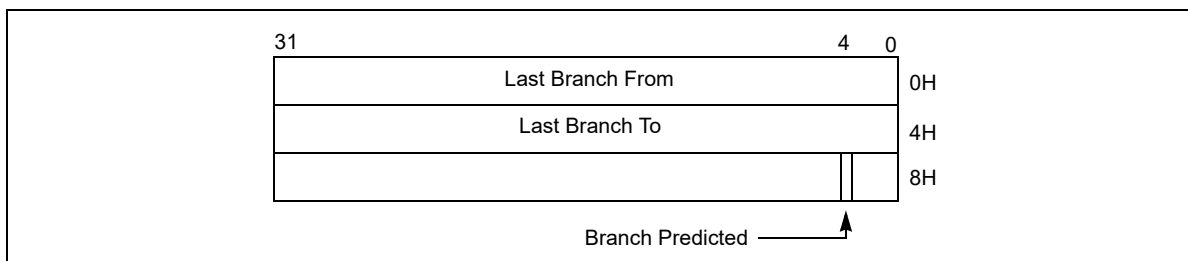 31 4 0
Last Branch From 0H
Last Branch To 4H
8H
Branch Predicted